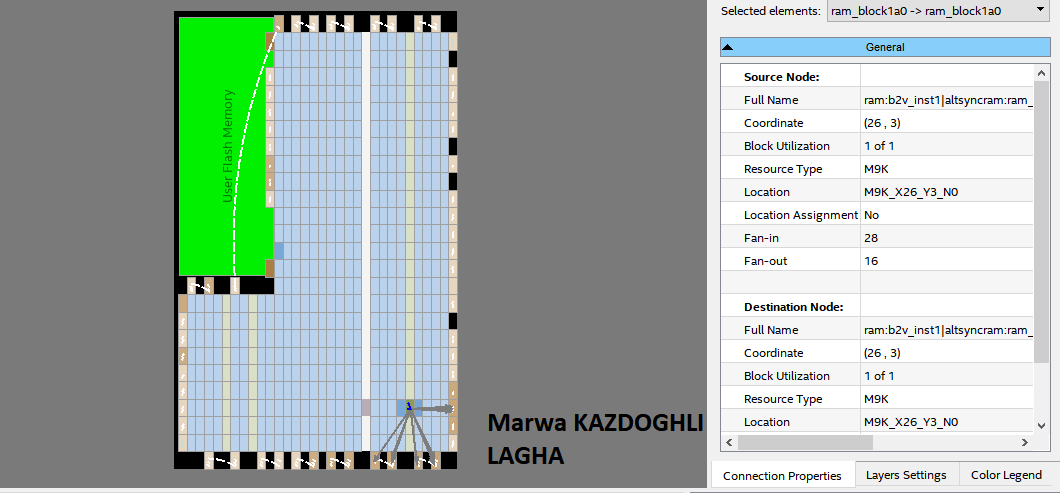 Selected elements: ram_block1a0 -> ram_block1a0
General
Source Node:
Full Name ram:b2v_inst1|altsyncram:ram_
Coordinate (26 , 3)
Block Utilization 1 of 1
Resource Type M9K
Location M9K_X26_Y3_N0
Location Assignment No
Fan-in 28
Fan-out 16
Destination Node:
Full Name ram:b2v_inst1|altsyncram:ram_
Coordinate (26 , 3)
Block Utilization 1 of 1
Resource Type M9K
Location M9K_X26_Y3_N0
Connection Properties Layers Settings Color Legend
User Flash Memory
Marwa KAZDOGHLI
LAGHA